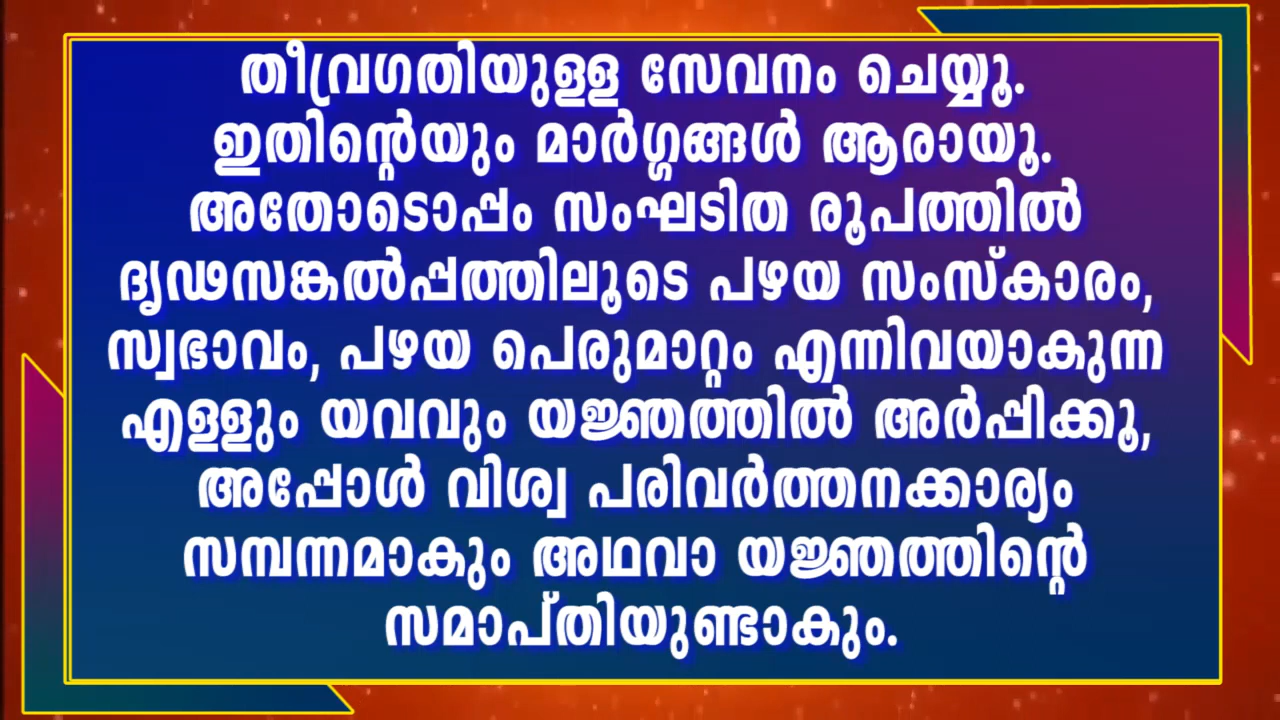 തീവ്രഗതിയുള്ള സേവനം ചെയ്യൂ.
ഇതിന്റെയും മാർഗ്ഗങ്ങൾ ആരായൂ.
അതോടൊപ്പം സംഘടിത രൂപത്തിൽ
ദൃഢസങ്കൽപ്പത്തിലൂടെ പഴയ സംസ്കാരം,
സ്വഭാവം, പഴയ പെരുമാറ്റം എന്നിവയാകുന്ന
എള്ളും യവവും യജ്ഞത്തിൽ അർപ്പിക്കൂ,
അപ്പോൾ വിശ്വ പരിവർത്തനക്കാര്യം
സമ്പന്നമാകും അഥവാ യജ്ഞത്തിന്റെ
സമാപ്തിയുണ്ടാകും.